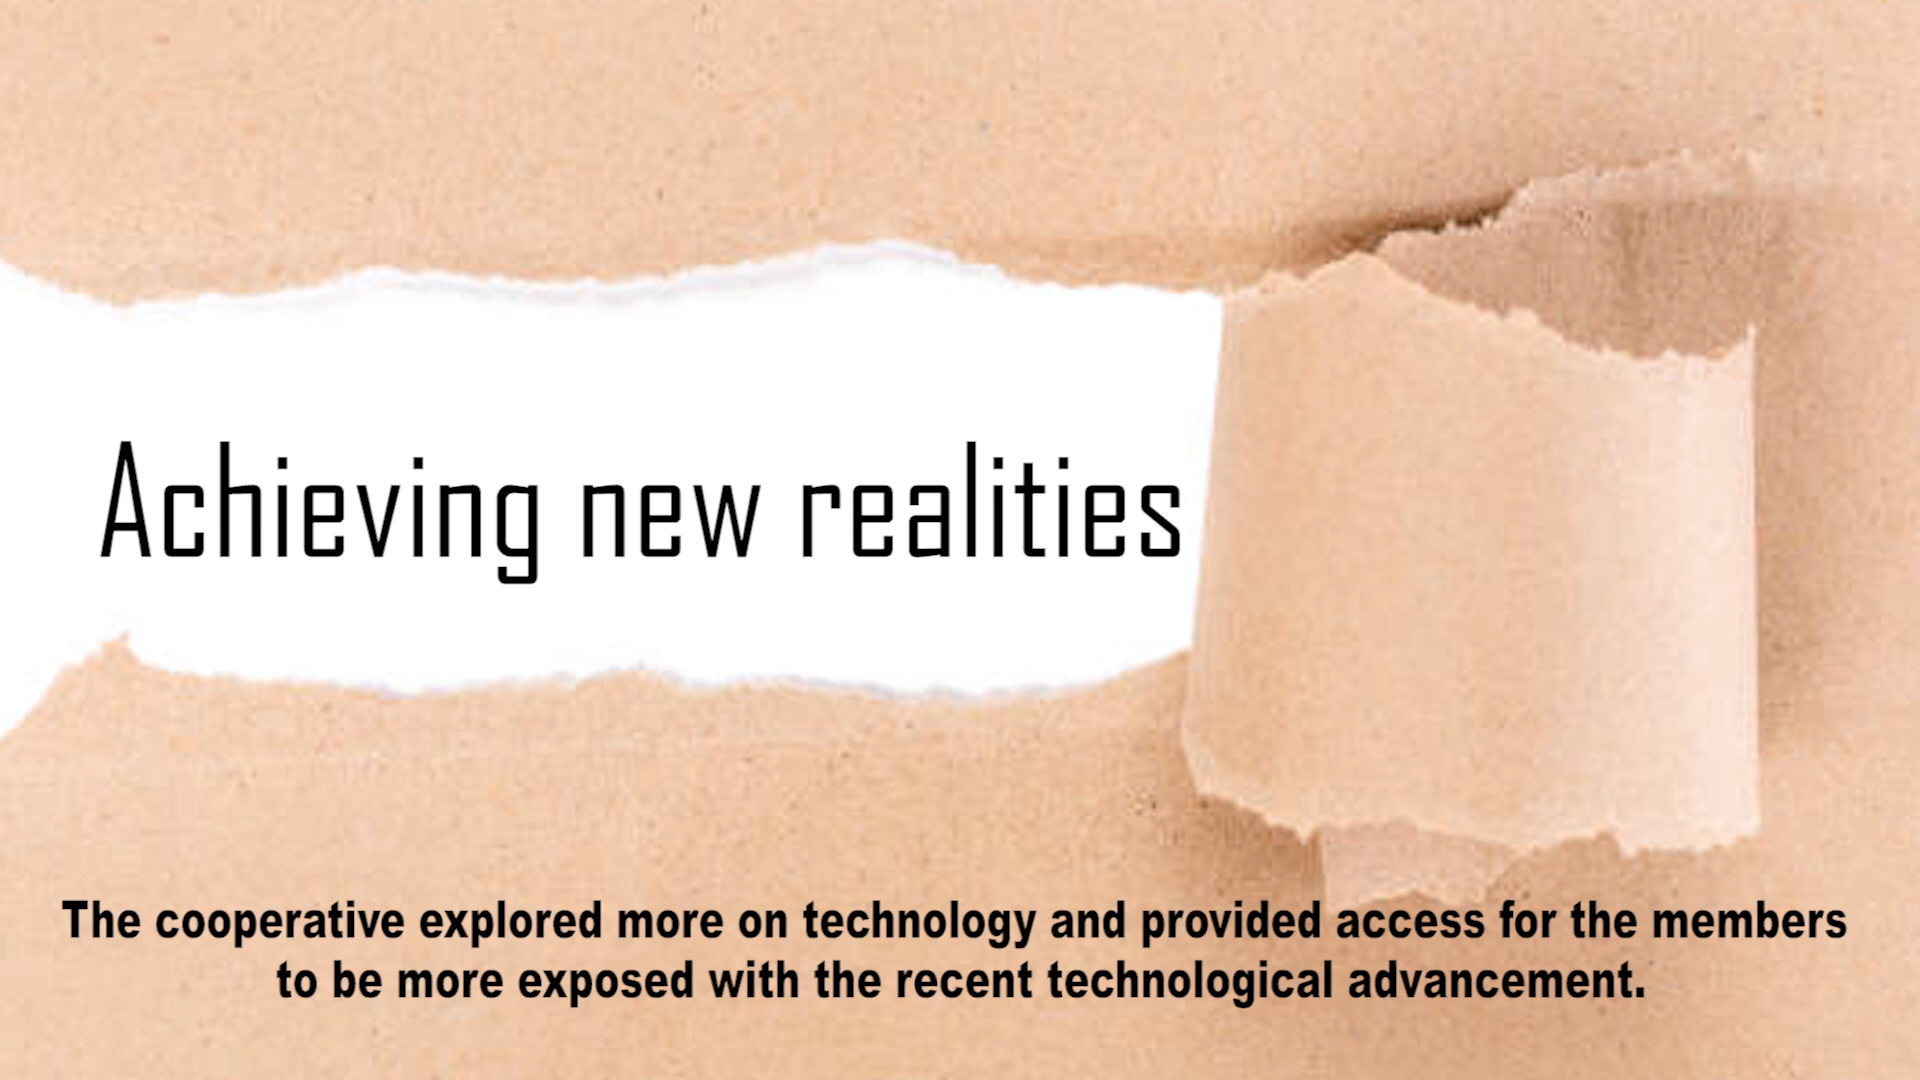 Achieving new realities
The cooperative explored more on technology and provided access for the members
to be more exposed with the recent technological advancement.